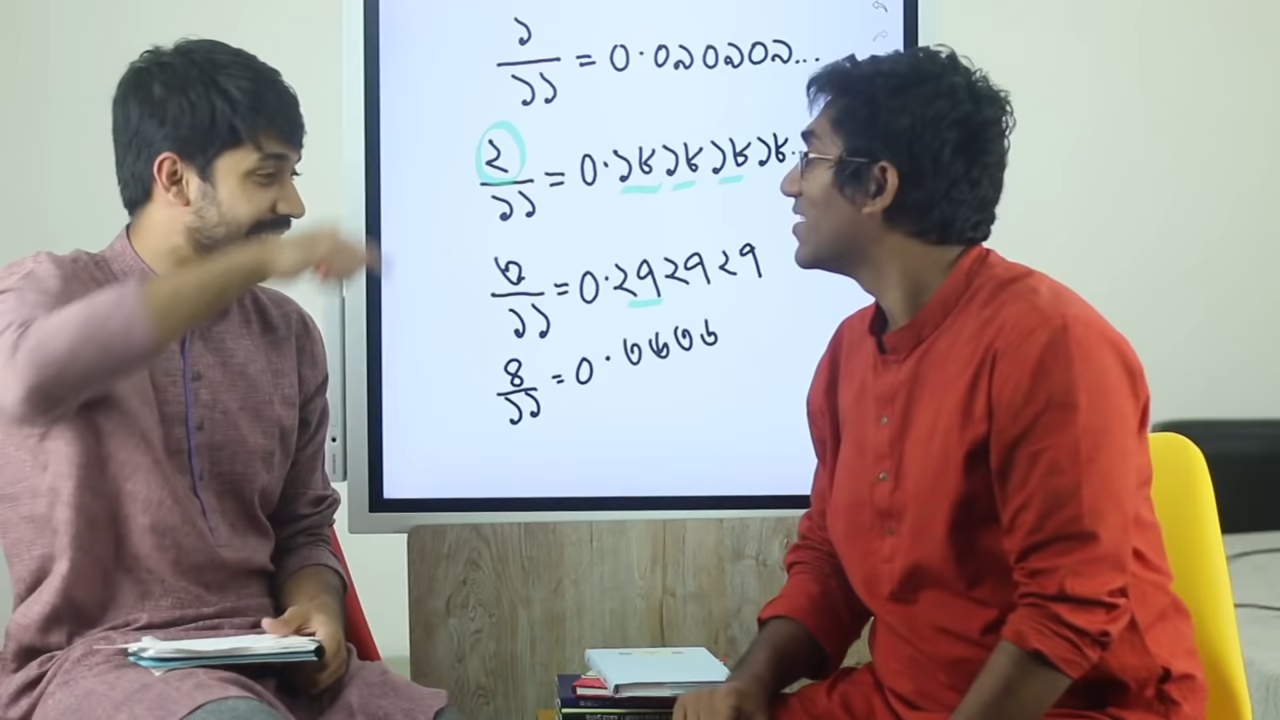 ১/১১ = ০.০৯০৯০৯...
২/১১ = ০.১৮১৮১৮১৮..
৩/১১ = ০.২৭২৭২৭
৪/১১ = ০.৩৬৩৬